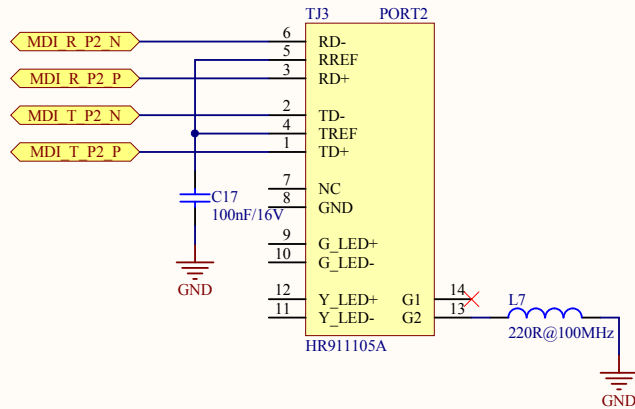 TJ3 PORT2
MDI_R_P2_N 6 RD-
5 RREF
MDI_R_P2_P 3 RD+
MDI_T_P2_N 2 TD-
4 TREF
MDI_T_P2_P 1 TD+
7 NC
C17
8 GND
100nF/16V
9 G_LED+
10 G_LED-
GND
12 Y_LED+ G1 14 L7
11 Y_LED- G2 13
220R@100MHz
HR911105A
GND